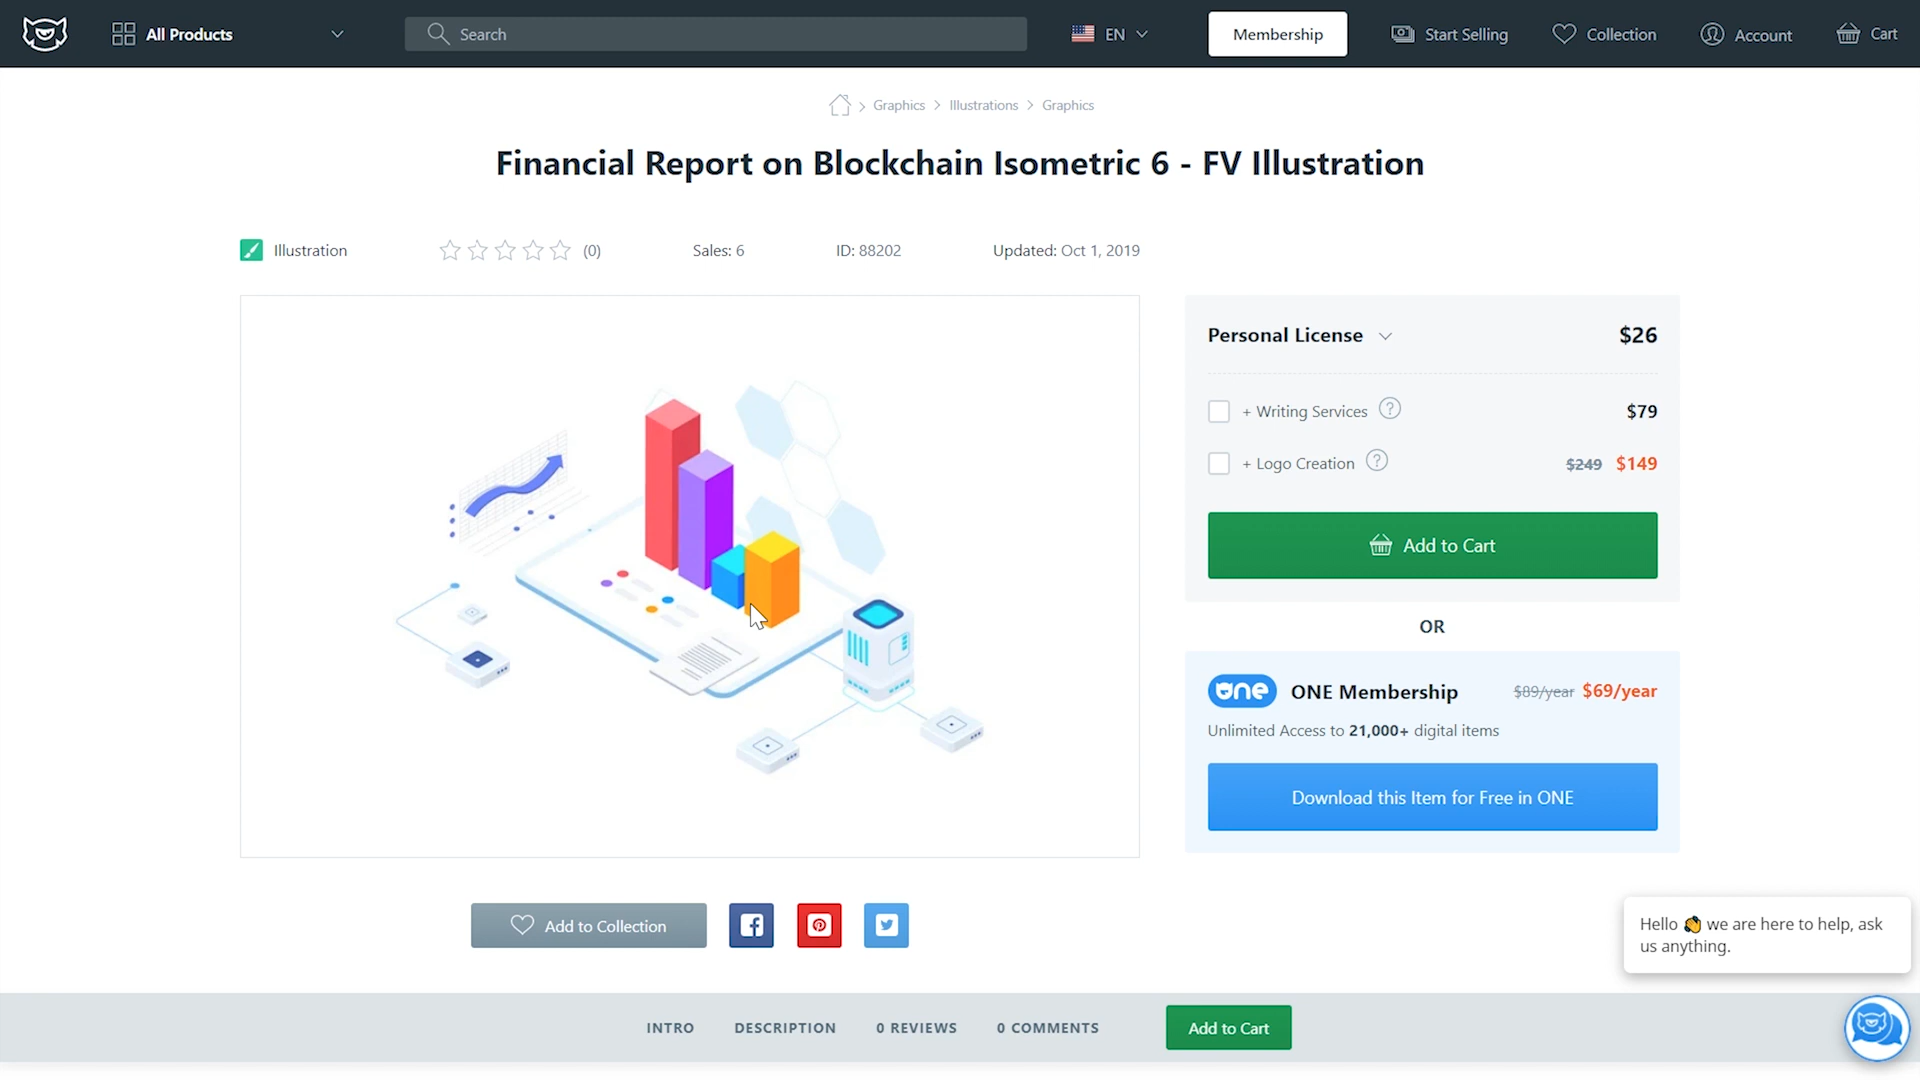 All Products
Search
EN
Membership
Start Selling
Collection
Account
Cart
Graphics > Illustrations > Graphics
Financial Report on Blockchain Isometric 6 - FV Illustration
Illustration
(0)
Sales: 6
ID: 88202
Updated: Oct 1, 2019
Personal License
$26
+ Writing Services ?
$79
+ Logo Creation ?
$249 $149
Add to Cart
OR
one ONE Membership
$89/year $69/year
Unlimited Access to 21,000+ digital items
Download this Item for Free in ONE
Add to Collection
Hello 👏 we are here to help, ask
us anything.
INTRO
DESCRIPTION
0 REVIEWS
0 COMMENTS
Add to Cart